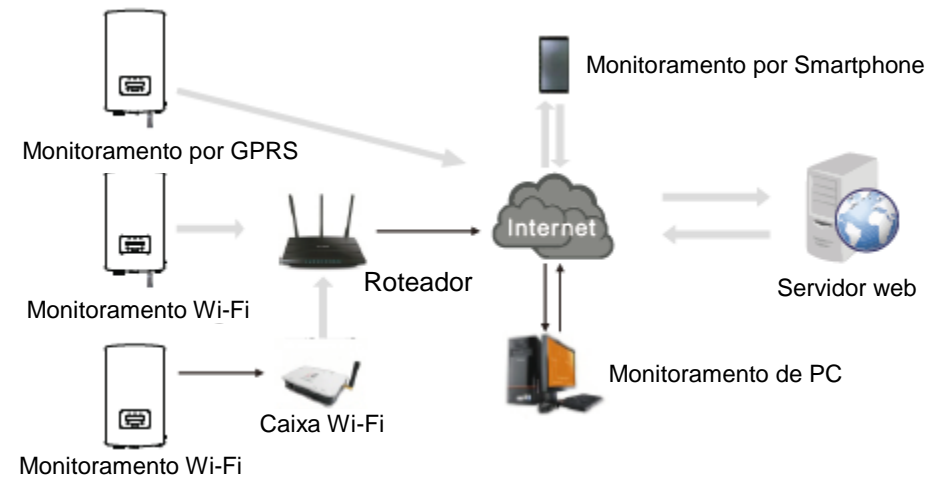 Monitoramento por Smartphone
Monitoramento por GPRS
Internet
Roteador
Servidor web
Monitoramento Wi-Fi
Monitoramento de PC
Caixa Wi-Fi
Monitoramento Wi-Fi